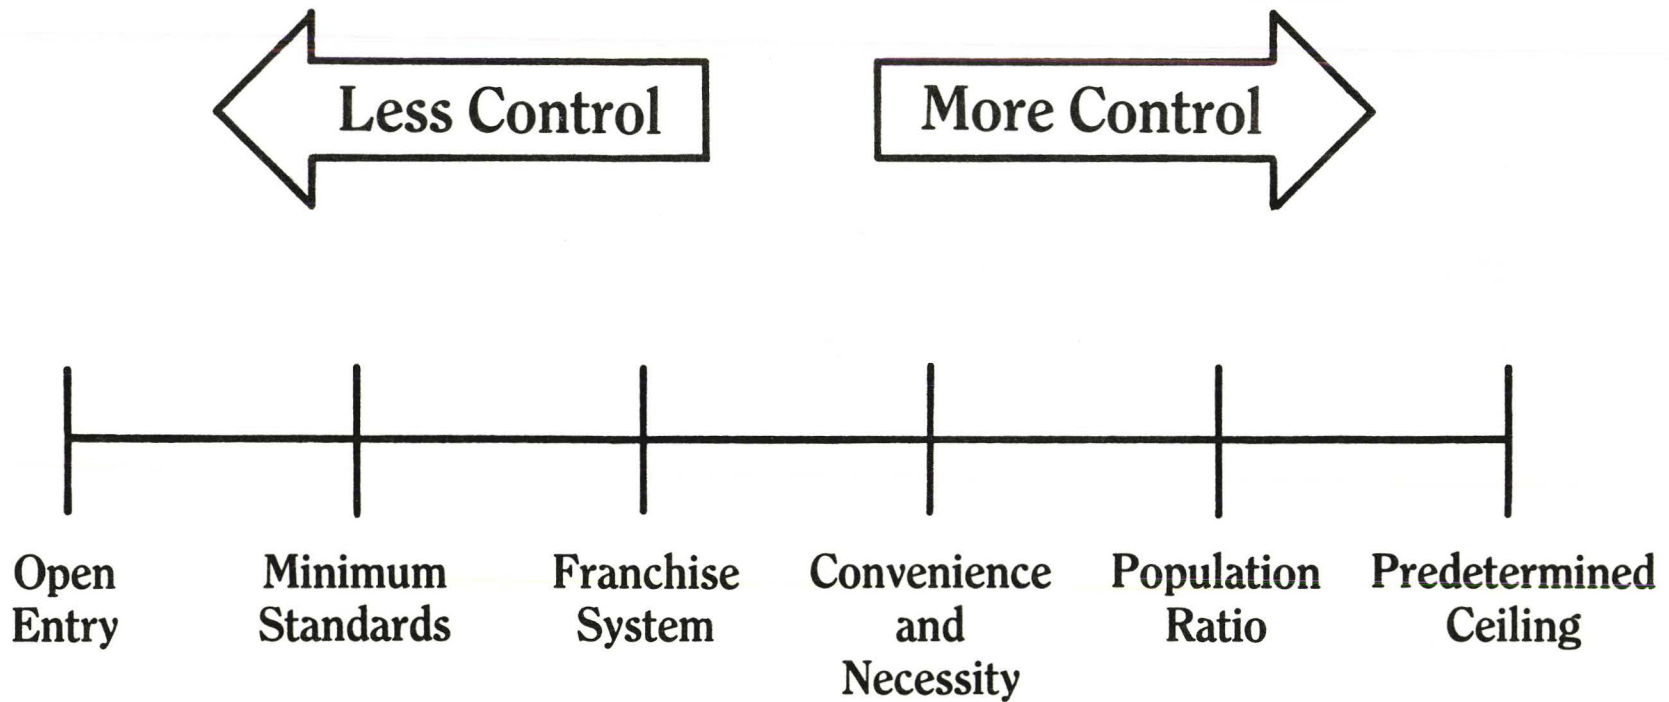 Less Control
More Control
Open
Entry
Minimum
Standards
Franchise
System
Convenience
and
Necessity
Population
Ratio
Predetermined
Ceiling